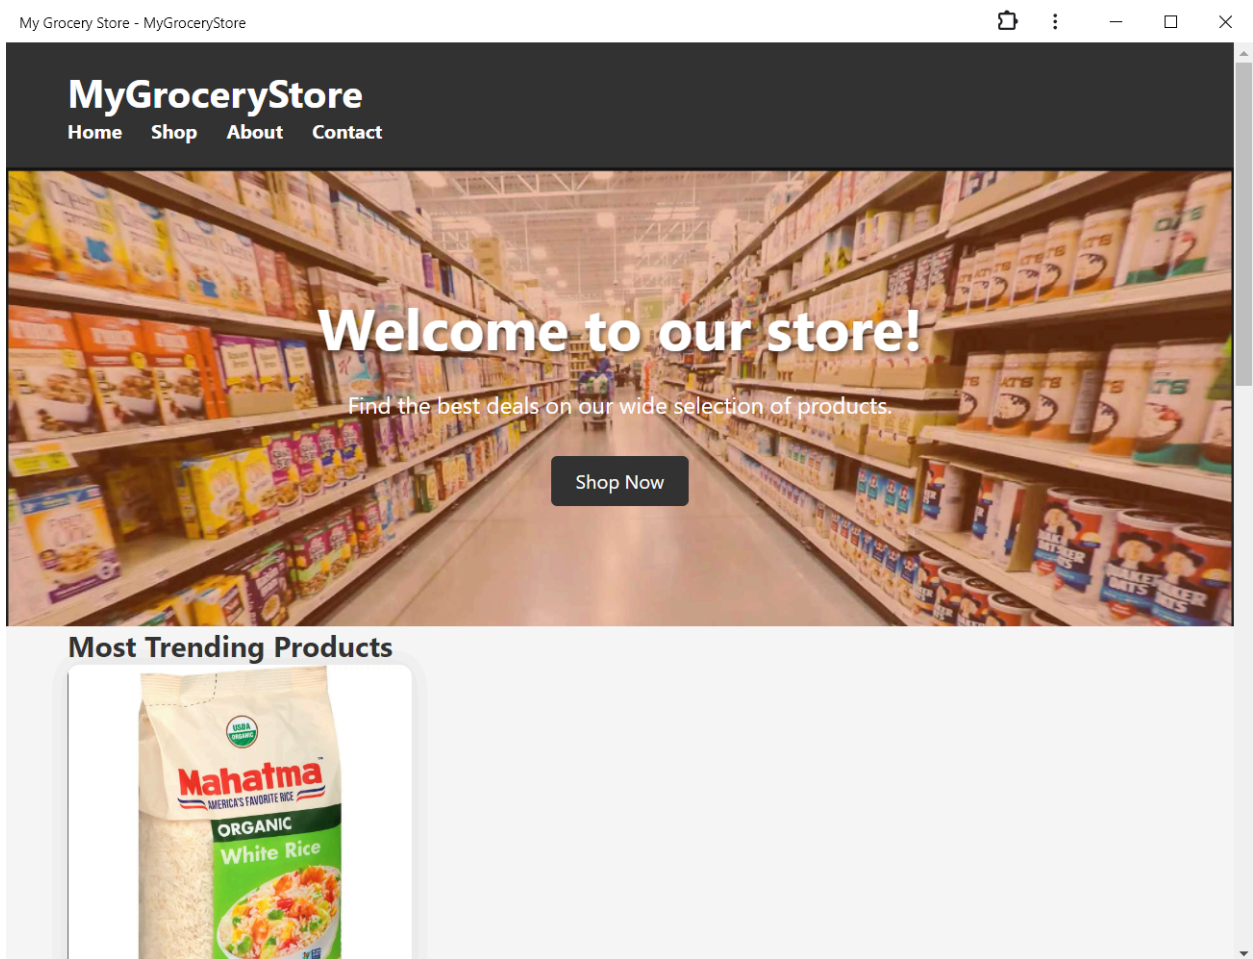 My Grocery Store - MyGroceryStore
MyGroceryStore
Home Shop About Contact
Welcome to our store!
Find the best deals on our wide selection of products.
Shop Now
Most Trending Products
USDA
ORGANIC
Mahatma
AMERICA'S FAVORITE RICE
ORGANIC
White Rice